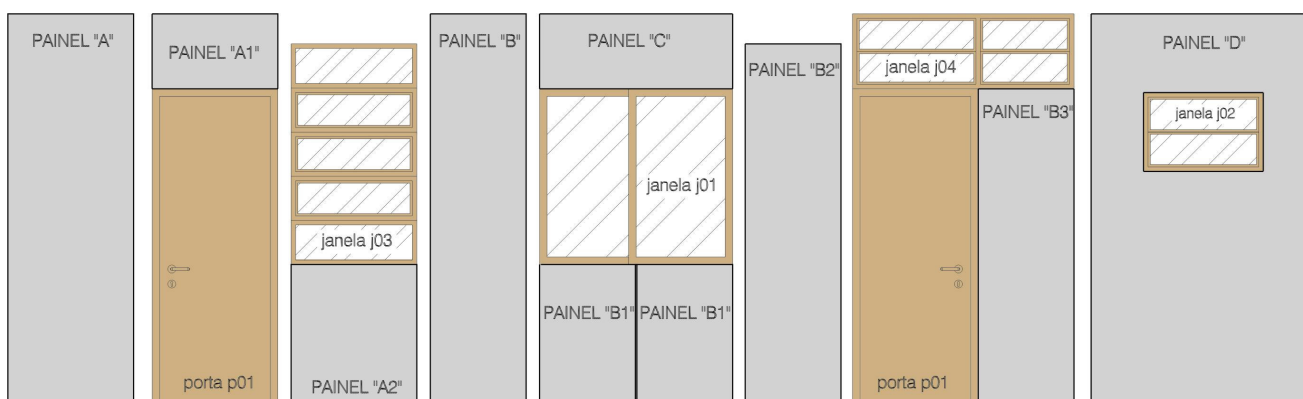 PAINEL "A"
PAINEL "A1"
porta p01
janela j03
PAINEL "A2"
PAINEL "B"
PAINEL "C"
janela j01
PAINEL "B1"
PAINEL "B1"
PAINEL "B2"
janela j04
porta p01
PAINEL "B3"
PAINEL "D"
janela j02